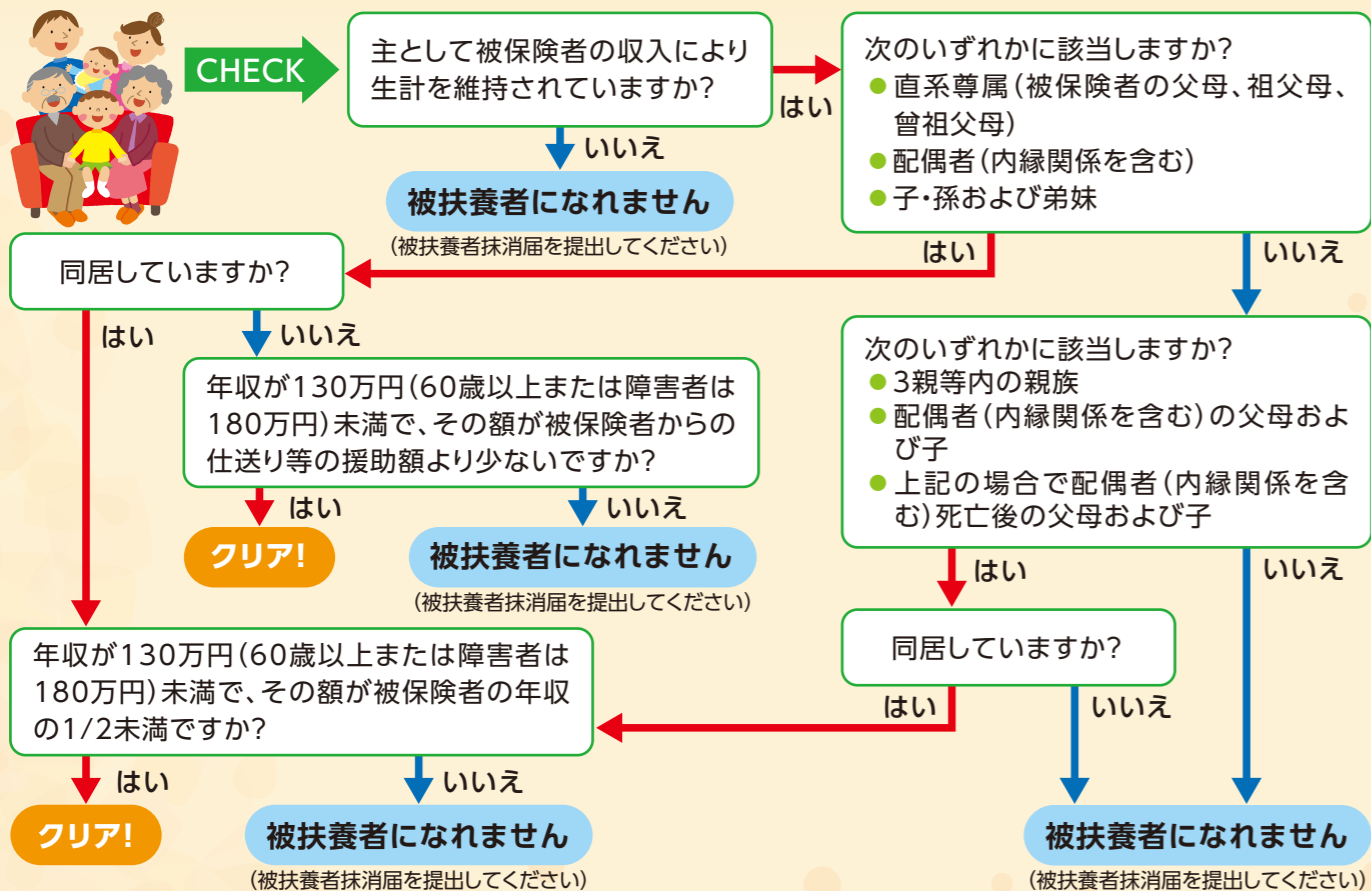 CHECK
主として被保険者の収入により
生計を維持されていますか?
はい
いいえ
被扶養者になれません
(被扶養者抹消届を提出してください)
次のいずれかに該当しますか?
●直系尊属(被保険者の父母、祖父母、
曾祖父母)
●配偶者(内縁関係を含む)
●子・孫および弟妹
はい
いいえ
同居していますか?
はい
いいえ
年収が130万円(60歳以上または障害者は
180万円)未満で、その額が被保険者からの
仕送り等の援助額より少ないですか?
はい
いいえ
クリア!
被扶養者になれません
(被扶養者抹消届を提出してください)
次のいずれかに該当しますか?
●3親等内の親族
●配偶者(内縁関係を含む)の父母およ
び子
●上記の場合で配偶者(内縁関係を含
む)死亡後の父母および子
はい
いいえ
同居していますか?
はい
いいえ
年収が130万円(60歳以上または障害者は
180万円)未満で、その額が被保険者の年収
の1/2未満ですか?
はい
いいえ
クリア!
被扶養者になれません
(被扶養者抹消届を提出してください)
被扶養者になれません
(被扶養者抹消届を提出してください)